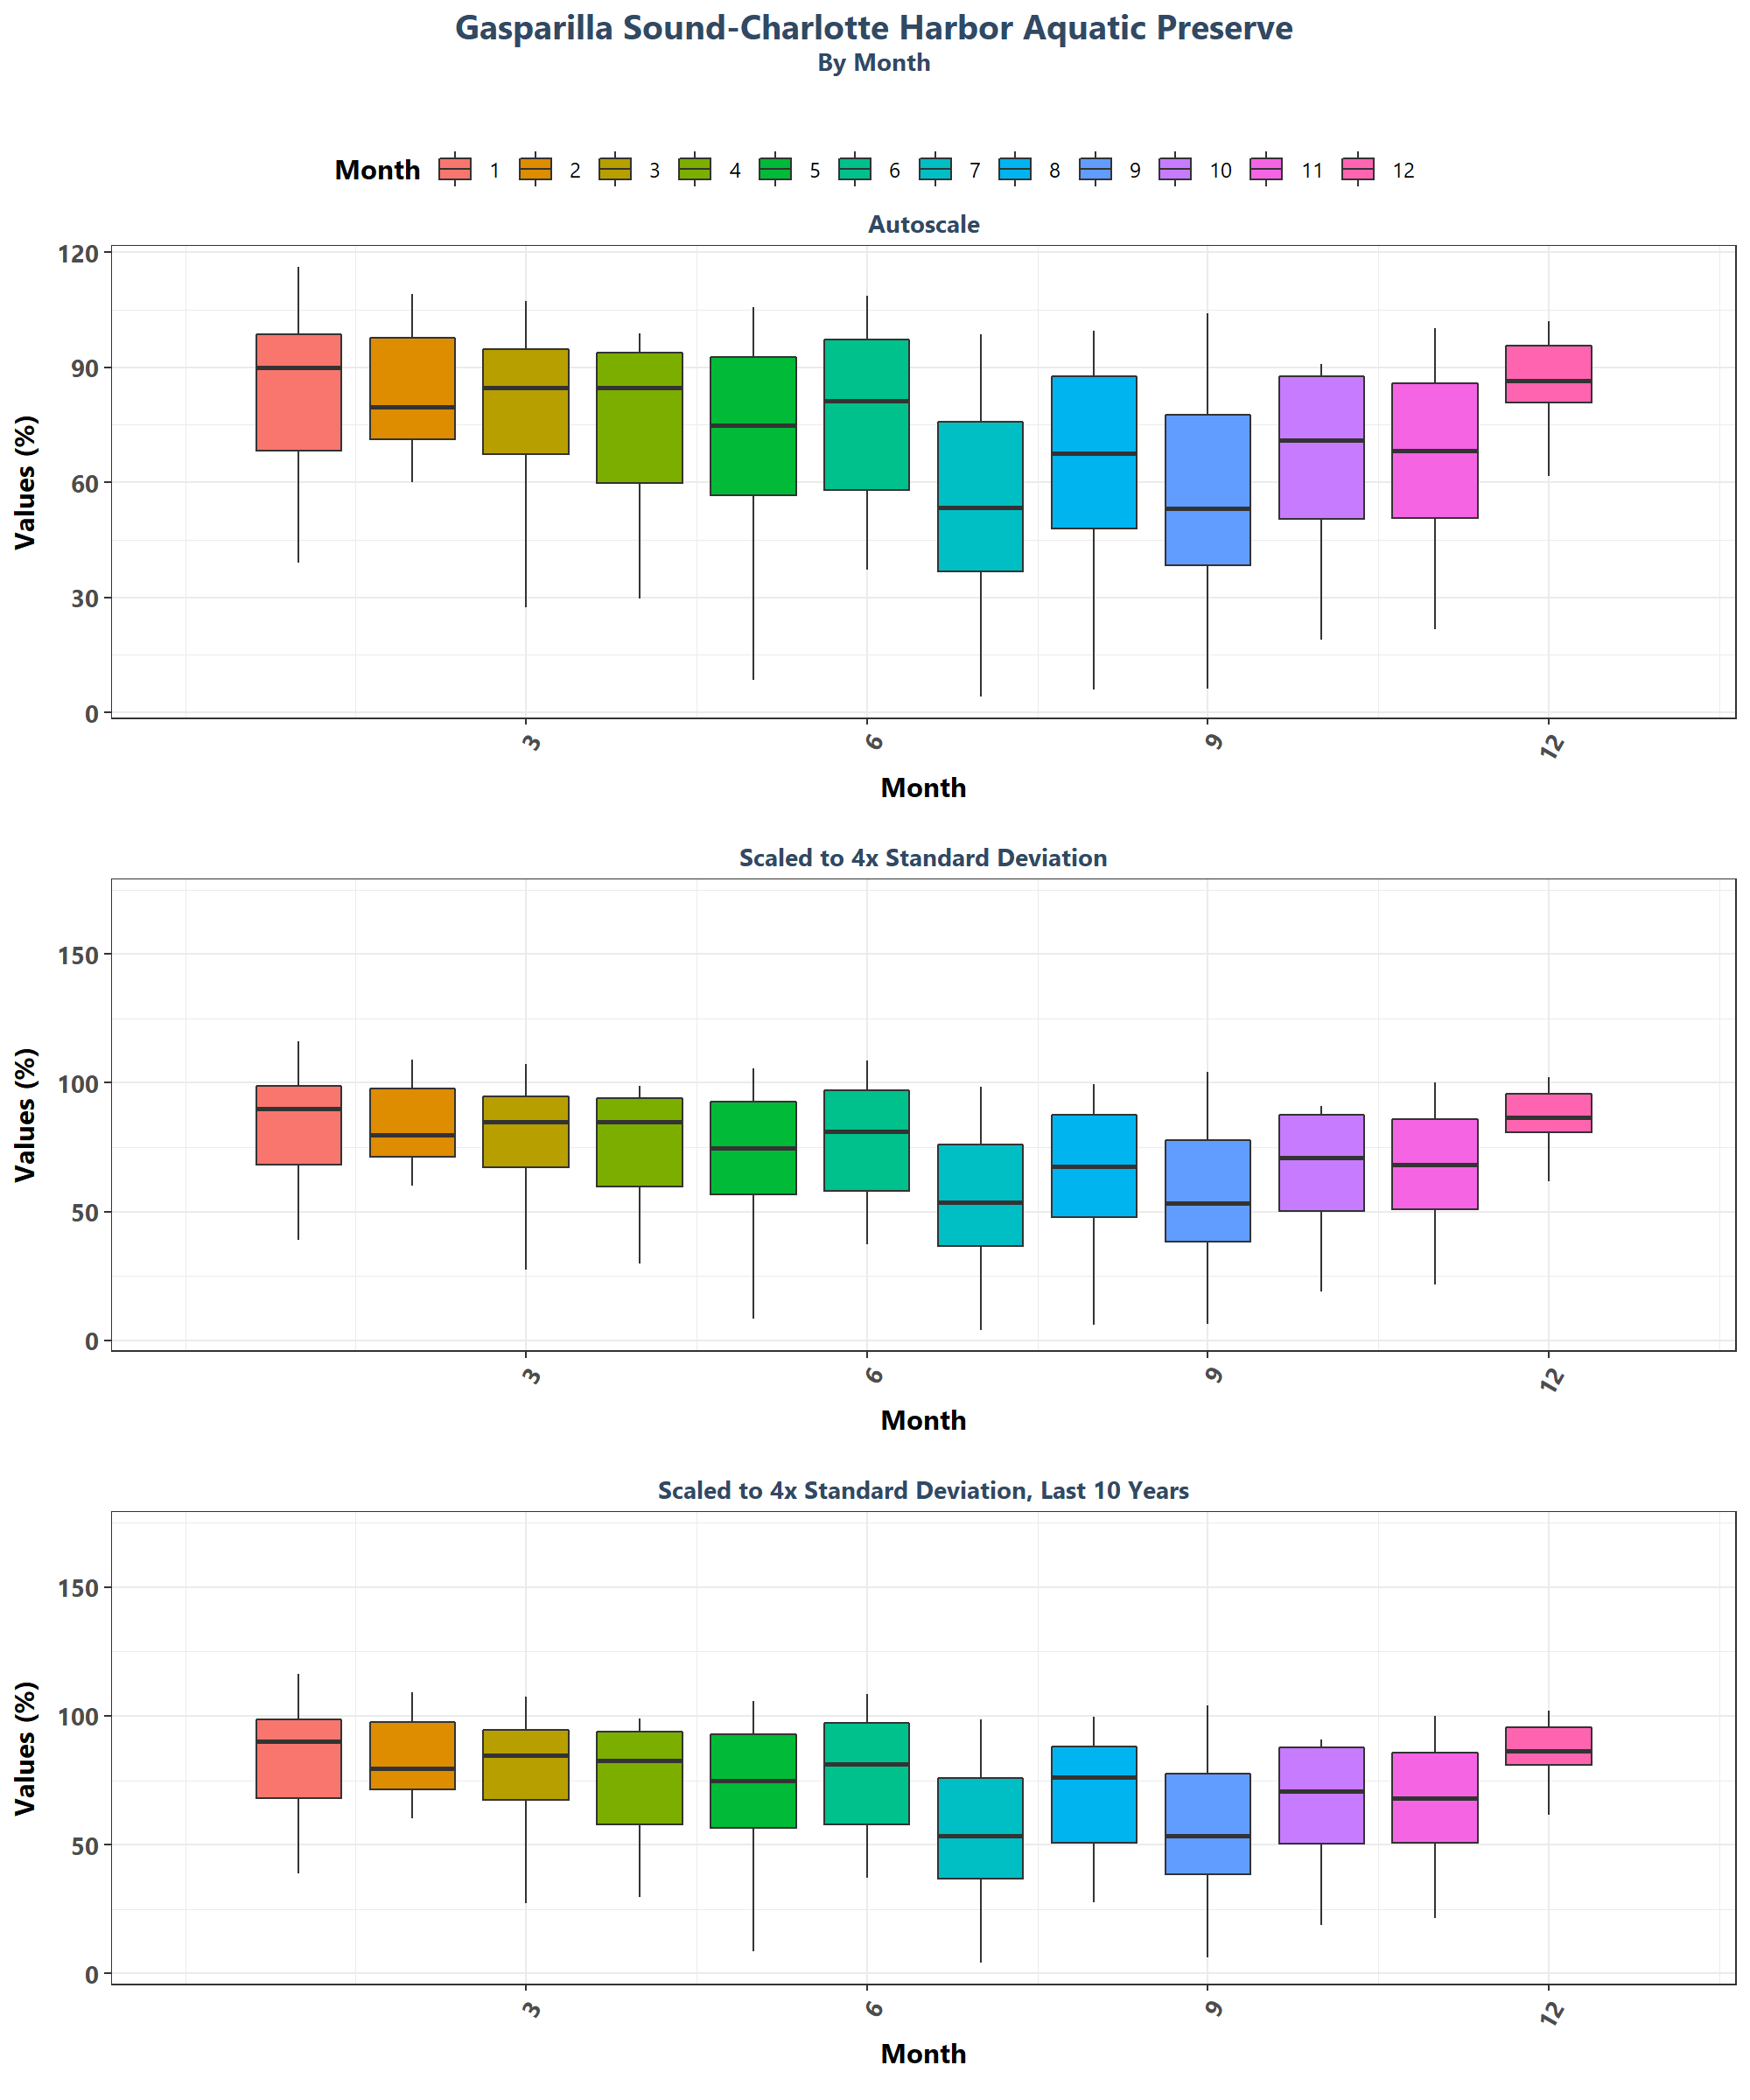 Gasparilla Sound-Charlotte Harbor Aquatic Preserve
By Month
Month 1 2 3 4 5 6 7 8 9 10 11 12
Autoscale
Values (%)
120
90
60
30
0
3 6 9 12
Month
Scaled to 4x Standard Deviation
Values (%)
150
100
50
0
3 6 9 12
Month
Scaled to 4x Standard Deviation, Last 10 Years
Values (%)
150
100
50
0
3 6 9 12
Month